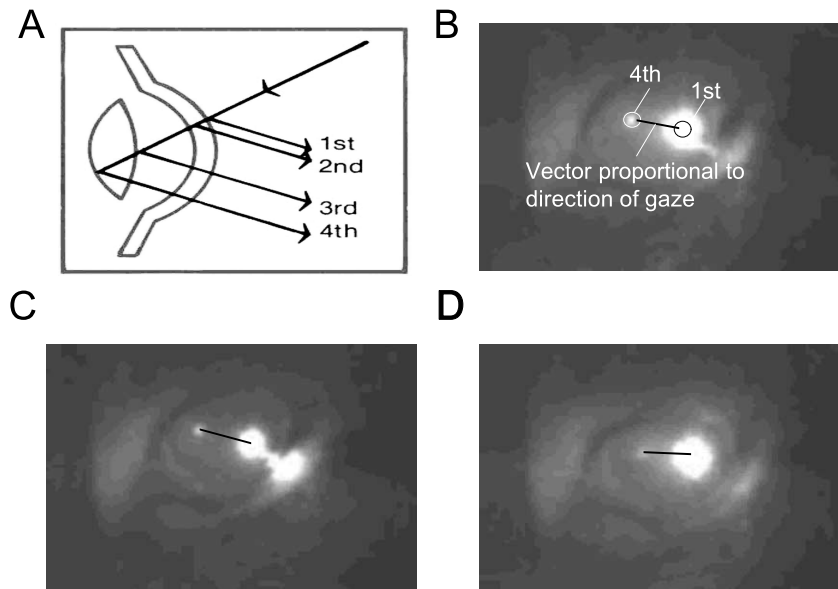 A
1st
2nd
3rd
4th
B
4th
1st
Vector proportional to
direction of gaze
C
D